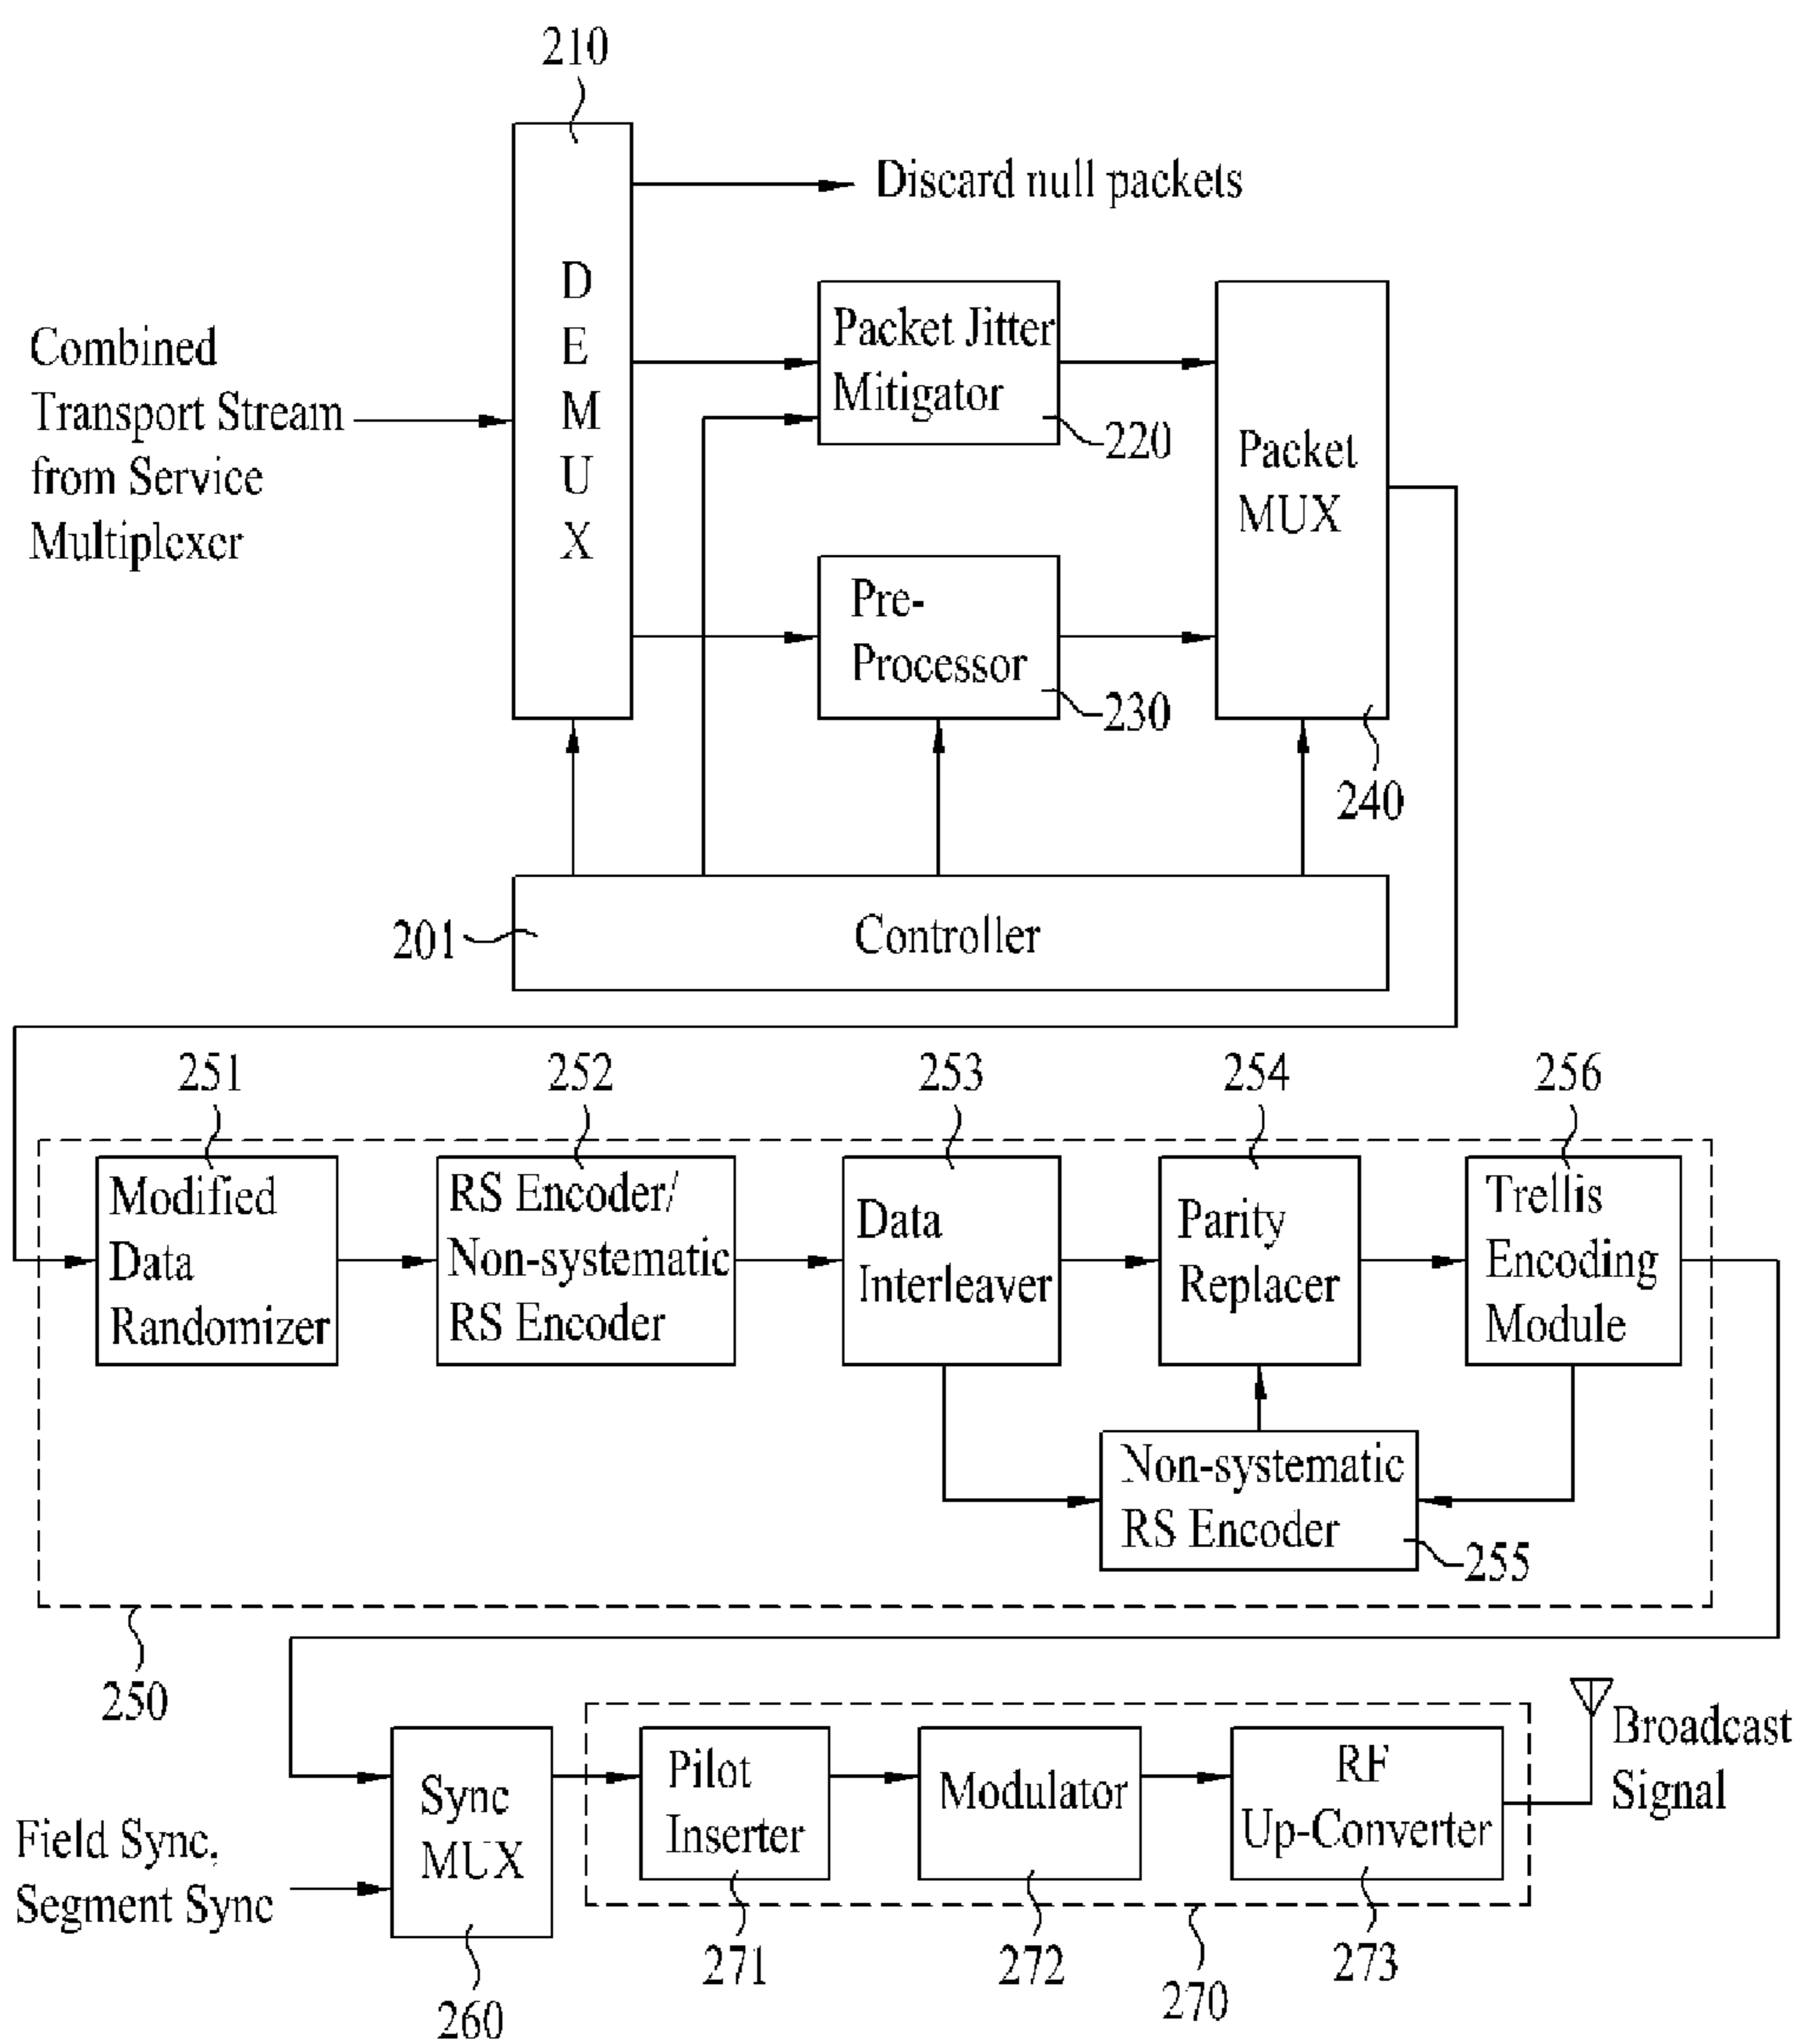 210
Discard null packets
DEMUX
Combined
Transport Stream
from Service
Multiplexer
Packet Jitter
Mitigator
220
Packet
MUX
Pre-
Processor
230
240
201
Controller
251
252
253
254
256
Modified
Data
Randomizer
RS Encoder/
Non-systematic
RS Encoder
Data
Interleaver
Parity
Replacer
Trellis
Encoding
Module
Non-systematic
RS Encoder
255
250
Broadcast
Signal
Sync
MUX
Pilot
Inserter
Modulator
RF
Up-Converter
Field Sync,
Segment Sync
260
271
272
270
273